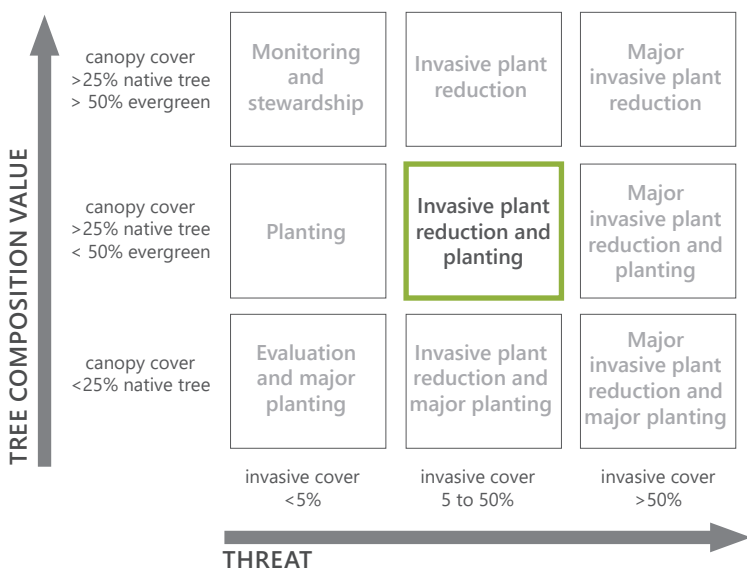 TREE COMPOSITION VALUE
canopy cover
>25% native tree
> 50% evergreen
Monitoring
and
stewardship
Invasive plant
reduction
Major
invasive plant
reduction
canopy cover
>25% native tree
< 50% evergreen
Planting
Invasive plant
reduction and
planting
Major
invasive plant
reduction and
planting
canopy cover
<25% native tree
Evaluation
and major
planting
Invasive plant
reduction and
major planting
Major
invasive plant
reduction and
major planting
invasive cover
<5%
invasive cover
5 to 50%
invasive cover
>50%
THREAT